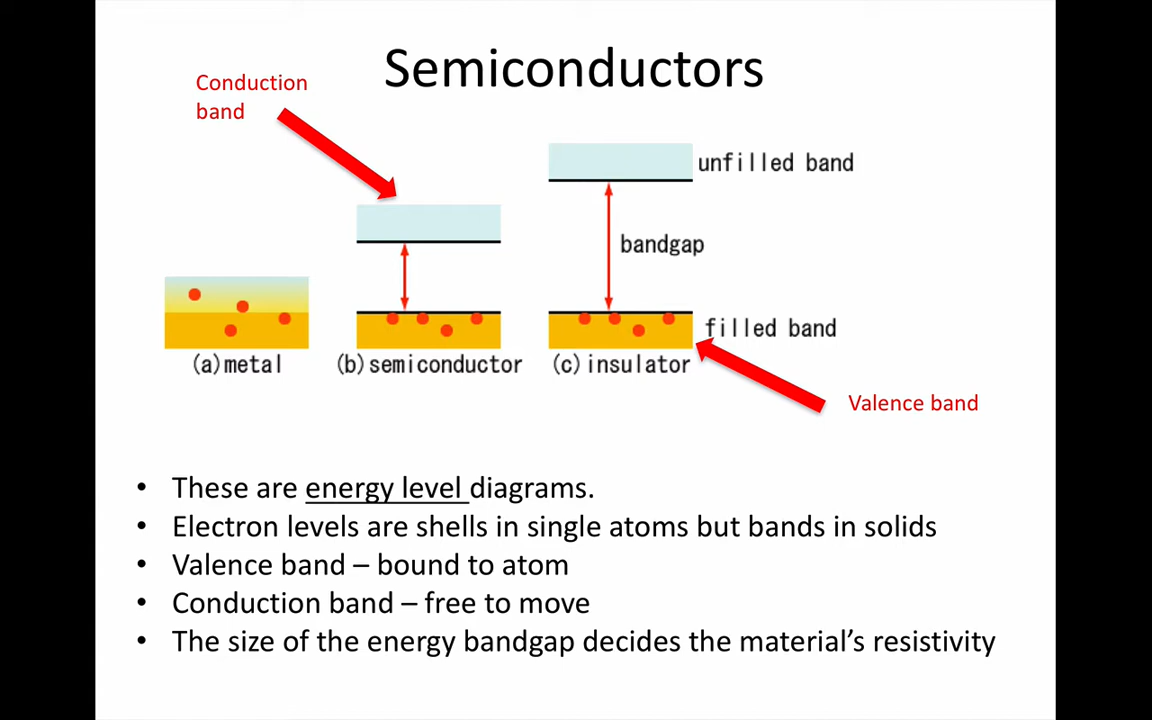 Semiconductors
Conduction
band
unfilled band
bandgap
filled band
(a)metal
(b)semiconductor
(c)insulator
Valence band
• These are energy level diagrams.
• Electron levels are shells in single atoms but bands in solids
• Valence band – bound to atom
• Conduction band – free to move
• The size of the energy bandgap decides the material’s resistivity